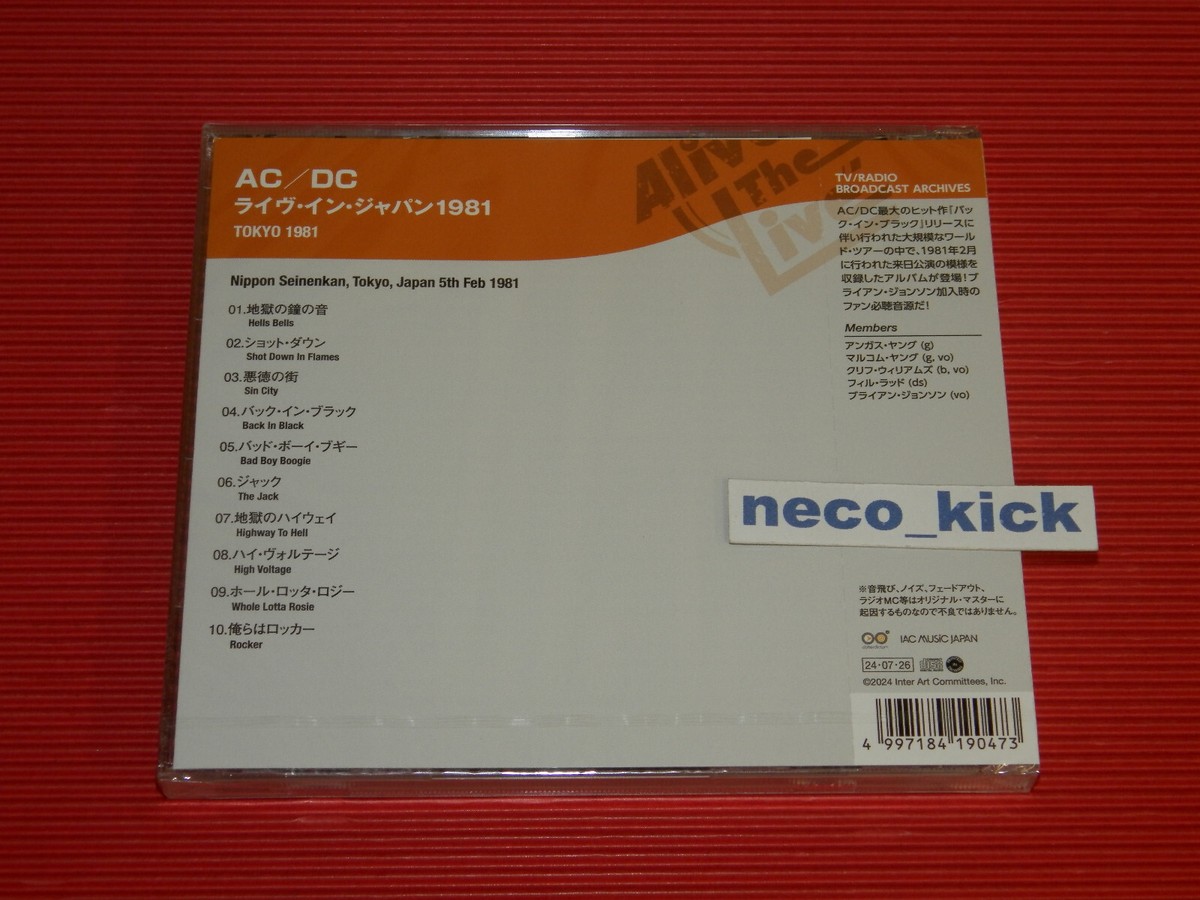 AC/DC
ライヴ・イン・ジャパン1981
TOKYO 1981
Alive The Live
TV/RADIO
BROADCAST ARCHIVES
AC/DC最大のヒット作『バッ
ク・イン・ブラック』リリースに
伴い行われた大規模なワール
ド・ツアーの中で、1981年2月
に行われた来日公演の模様を
収録したアルバムが登場！ブ
ライアン・ジョンソン加入時の
ファン必聴音源だ！
Members
アンガス・ヤング (g)
マルコム・ヤング (g, vo)
クリフ・ウィリアムズ (b, vo)
フィル・ラッド (ds)
ブライアン・ジョンソン (vo)
Nippon Seinenkan, Tokyo, Japan 5th Feb 1981
01.地獄の鐘の音
Hells Bells
02.ショット・ダウン
Shot Down In Flames
03.悪徳の街
Sin City
04.バック・イン・ブラック
Back In Black
05.バッド・ボーイ・ブギー
Bad Boy Boogie
06.ジャック
The Jack
07.地獄のハイウェイ
Highway To Hell
08.ハイ・ヴォルテージ
High Voltage
09.ホール・ロッタ・ロジー
Whole Lotta Rosie
10.俺らはロッカー
Rocker
neco_kick
※音飛び、ノイズ、フェードアウト、
ラジオMC等はオリジナル・マスターに
起因するものなので不良ではありません。
IAC MUSIC JAPAN
24・07・26
©2024 Inter Art Committees, Inc.
4 997184 190473